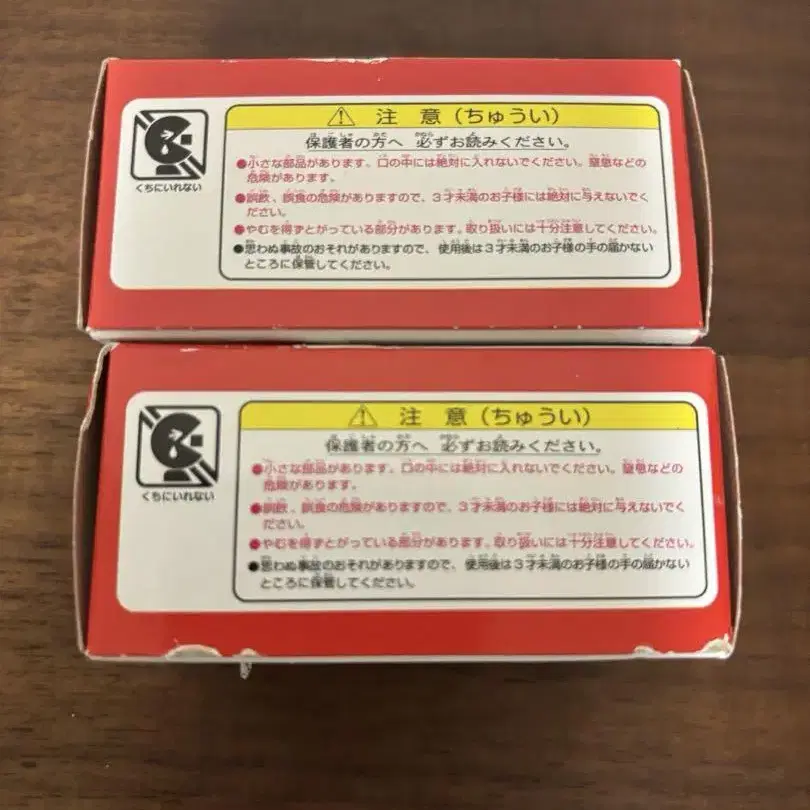 くちにいれない
⚠ 注 意（ちゅうい）
保護者の方へ 必ずお読みください。
●小さな部品があります。口の中には絶対に入れないでください。窒息などの
危険があります。
●誤飲、誤食の危険がありますので、３才未満のお子様には絶対に与えないでく
ださい。
●やむを得ずとがっている部分があります。取り扱いには十分注意してください。
●思わぬ事故のおそれがありますので、使用後は３才未満のお子様の手の届かない
ところに保管してください。
くちにいれない
⚠ 注 意（ちゅうい）
保護者の方へ 必ずお読みください。
●小さな部品があります。口の中には絶対に入れないでください。窒息などの
危険があります。
●誤飲、誤食の危険がありますので、３才未満のお子様には絶対に与えないでく
ださい。
●やむを得ずとがっている部分があります。取り扱いには十分注意してください。
●思わぬ事故のおそれがありますので、使用後は３才未満のお子様の手の届かない
ところに保管してください。